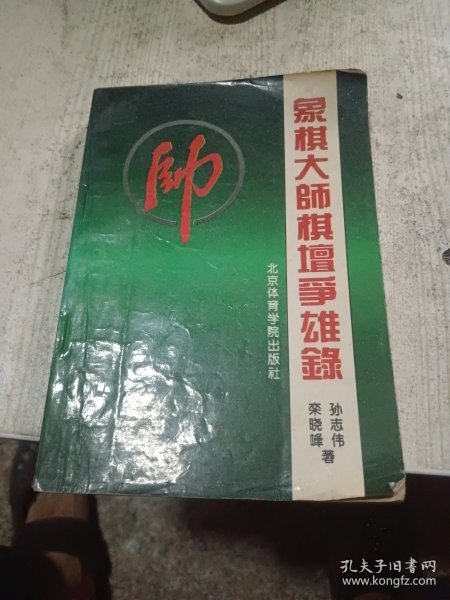 象棋大師棋壇爭雄錄
帥
北京体育学院出版社
孙志伟
栾晓峰
著
孔夫子旧书网
www.kongfz.com